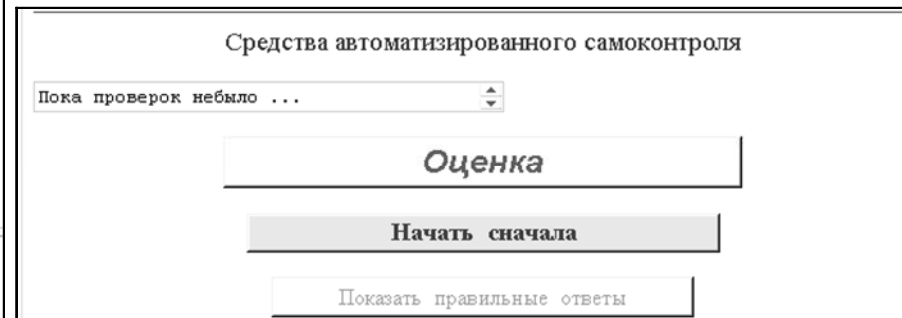 Средства автоматизированного самоконтроля
Пока проверок небыло ...
Оценка
Начать сначала
Показать правильные ответы